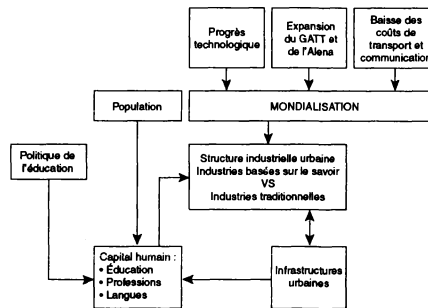 Progrès
technologique
Expansion
du GATT et
de l'Alena
Baisse des
coûts de
transport et
communication
Population
MONDIALISATION
Politique de
l'éducation
Structure industrielle urbaine
Industries basées sur le savoir
VS
Industries traditionnelles
Capital humain :
• Éducation
• Professions
• Langues
Infrastructures
urbaines